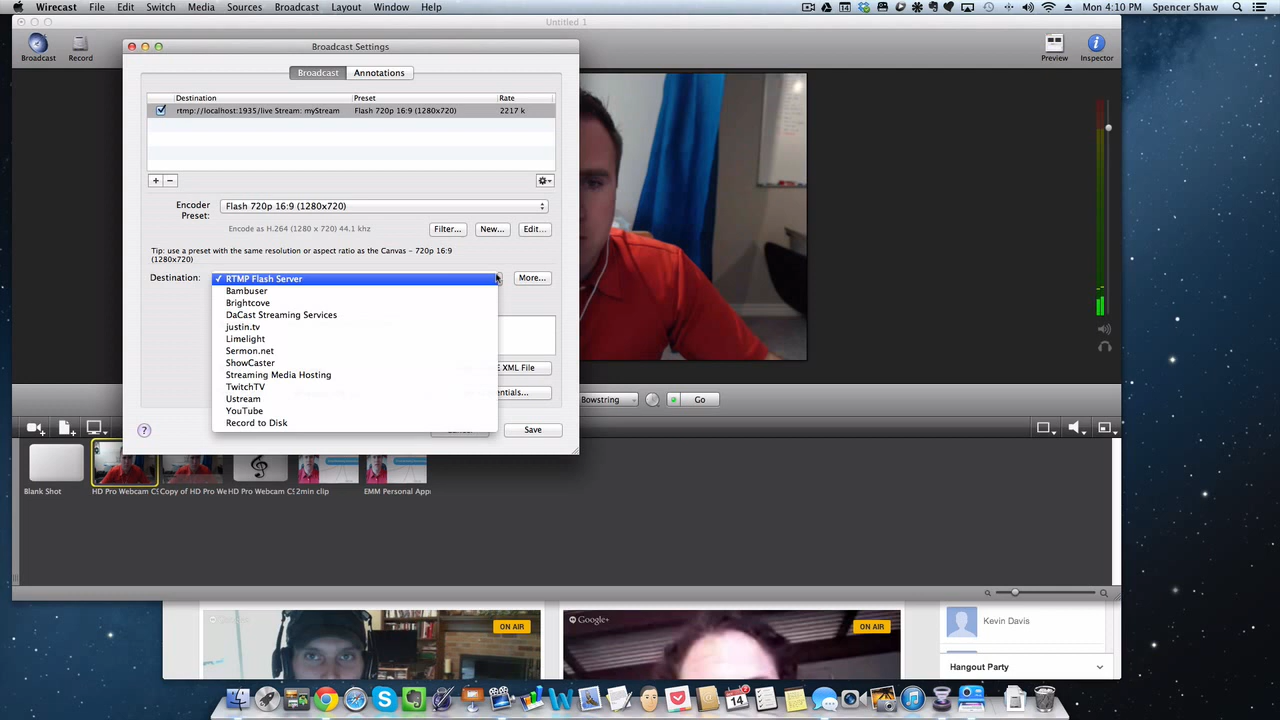 Wirecast File Edit Switch Media Sources Broadcast Layout Window Help
Mon 4:10 PM Spencer Shaw
Untitled 1
Broadcast Record
Preview Inspector
Broadcast Settings
Broadcast Annotations
Destination Preset Rate
rtmp://localhost:1935/live Stream: myStream Flash 720p 16:9 (1280x720) 2217 k
+ −
Encoder
Preset:
Flash 720p 16:9 (1280x720)
Encode as H.264 (1280 x 720) 44.1 khz
Filter... New... Edit...
Tip: use a preset with the same resolution or aspect ratio as the Canvas - 720p 16:9
(1280x720)
Destination: ✓ RTMP Flash Server More...
Bambuser
Brightcove
DaCast Streaming Services
justin.tv
Limelight
Sermon.net
ShowCaster
Streaming Media Hosting
TwitchTV
Ustream
YouTube
Record to Disk
XML File
? Save
Bowstring Go
Blank Shot HD Pro Webcam C9 Copy of HD Pro We HD Pro Webcam C9 2min clip EMM Personal Appr
Google+ ON AIR
Google+ ON AIR
Kevin Davis
Hangout Party
14